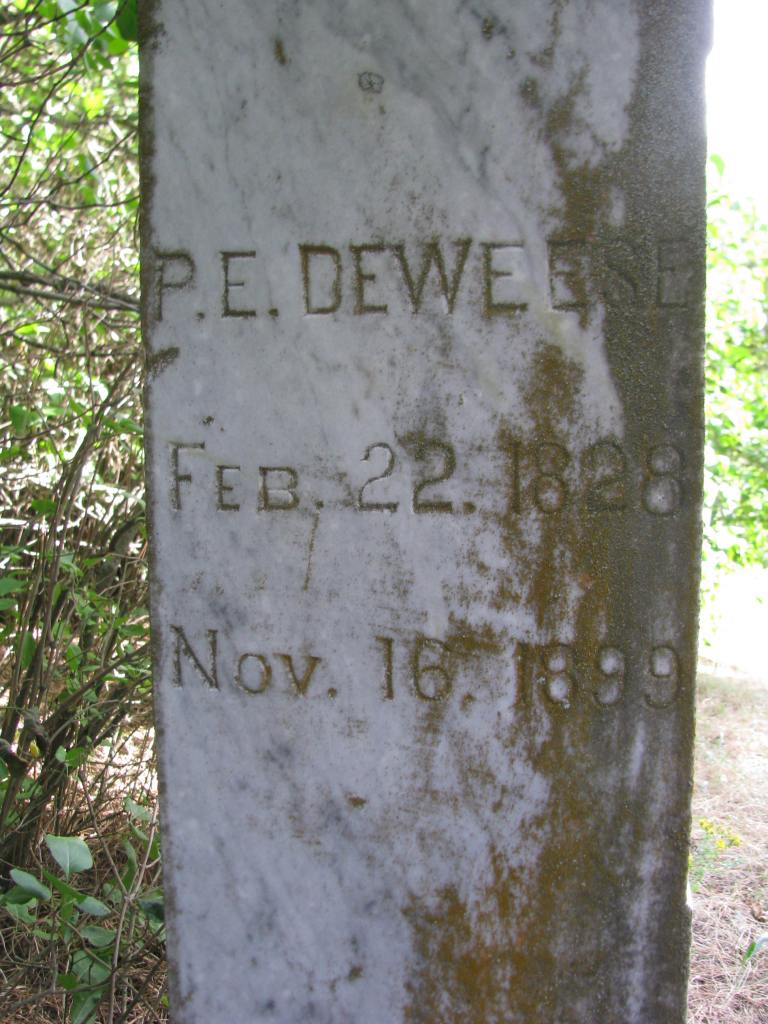 P.E. DEWEESE
FEB. 22. 1828
NOV. 16. 1899